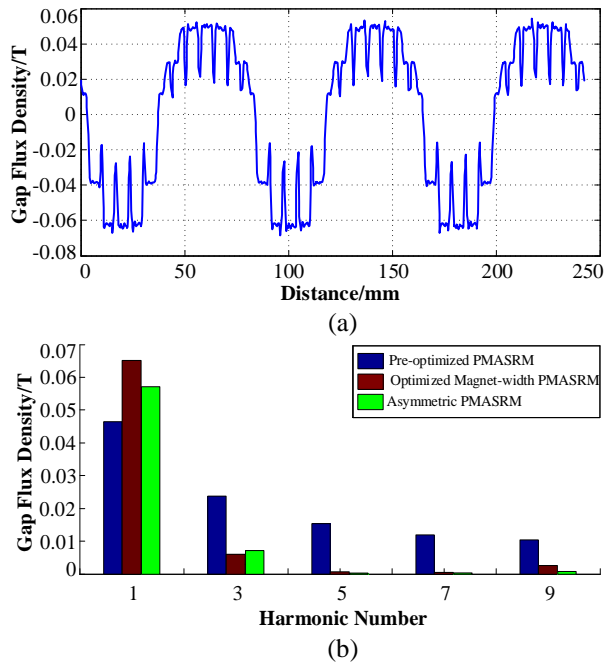 0.06
0.04
0.02
0
-0.02
-0.04
-0.06
-0.08
Gap Flux Density/T
0 50 100 150 200 250
Distance/mm
(a)
0.07
0.06
0.05
0.04
0.03
0.02
0.01
0
Gap Flux Density/T
Pre-optimized PMASRM
Optimized Magnet-width PMASRM
Asymmetric PMASRM
1 3 5 7 9
Harmonic Number
(b)